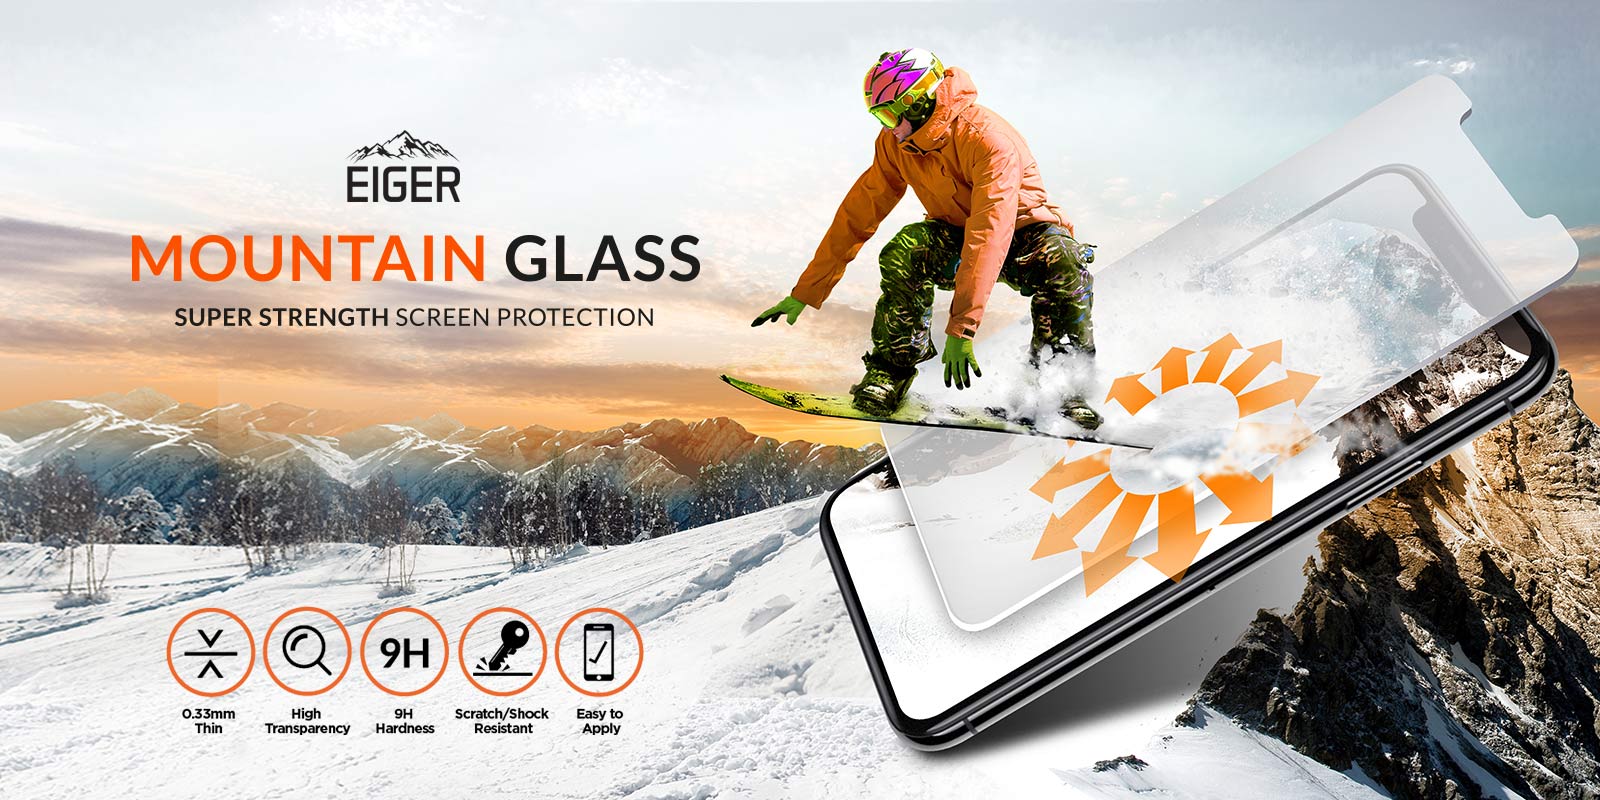 EIGER
MOUNTAIN GLASS
SUPER STRENGTH SCREEN PROTECTION
9H
0.33mm
Thin
High
Transparency
9H
Hardness
Scratch/Shock
Resistant
Easy to
Apply